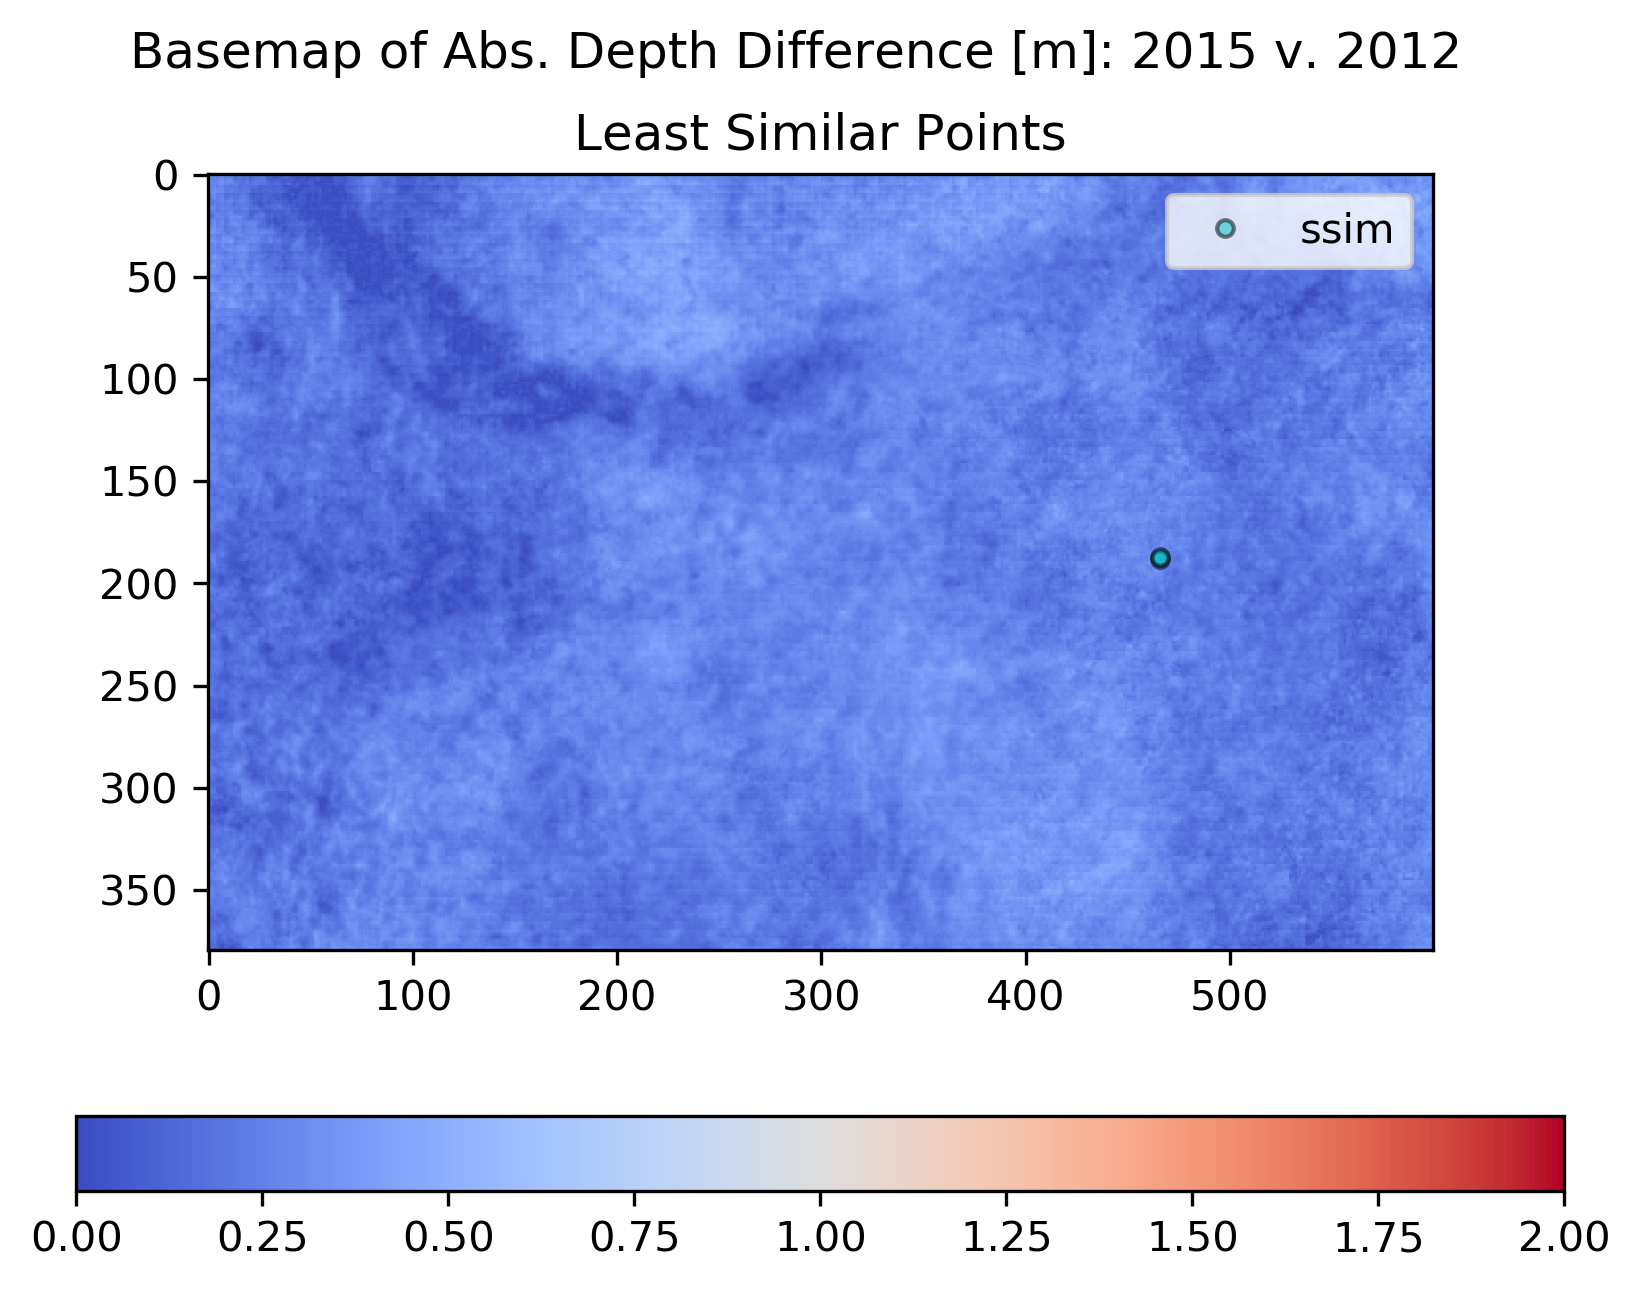 Basemap of Abs. Depth Difference [m]: 2015 v. 2012
Least Similar Points
ssim
0
50
100
150
200
250
300
350
0 100 200 300 400 500
0.00 0.25 0.50 0.75 1.00 1.25 1.50 1.75 2.00